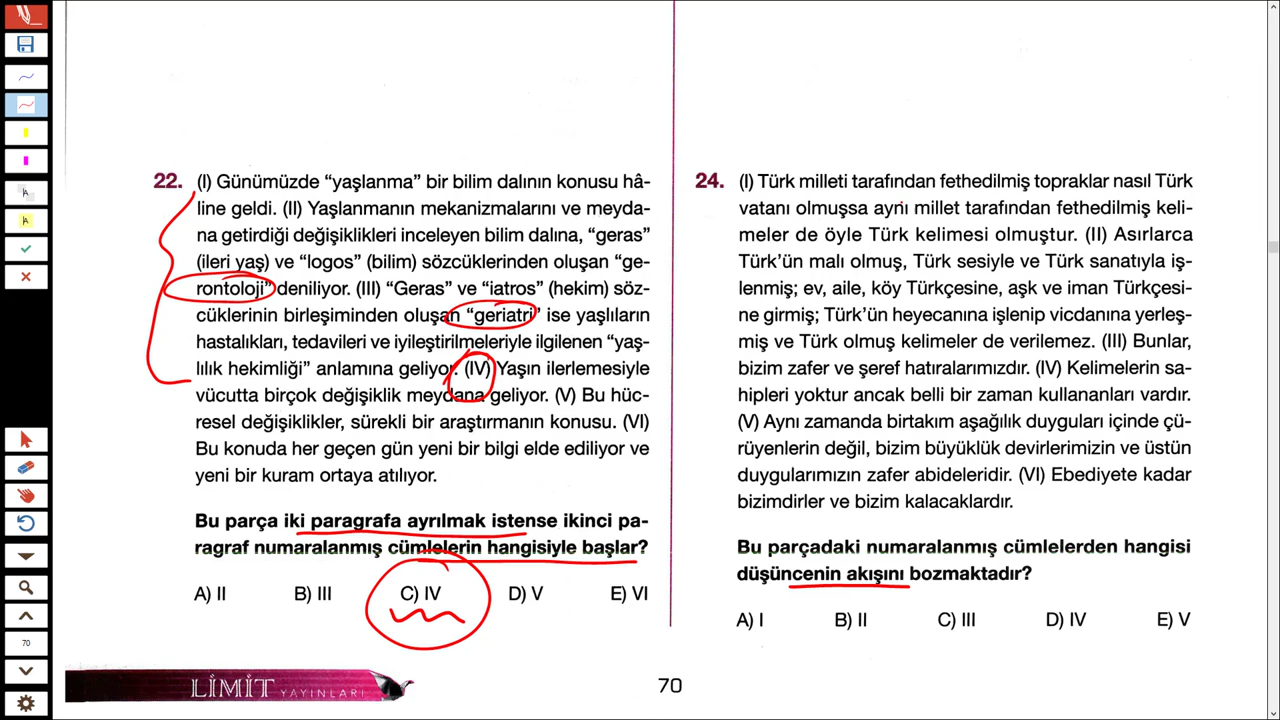 22. (I) Günümüzde “yaşlanma” bir bilim dalının konusu hâ-
line geldi. (II) Yaşlanmanın mekanizmalarını ve meyda-
na getirdiği değişiklikleri inceleyen bilim dalına, “geras”
(ileri yaş) ve “logos” (bilim) sözcüklerinden oluşan “ge-
rontoloji” deniliyor. (III) “Geras” ve “iatros” (hekim) söz-
cüklerinin birleşiminden oluşan “geriatri” ise yaşlıların
hastalıkları, tedavileri ve iyileştirilmeleriyle ilgilenen “yaş-
lılık hekimliği” anlamına geliyor. (IV) Yaşın ilerlemesiyle
vücutta birçok değişiklik meydana geliyor. (V) Bu hüc-
resel değişiklikler, sürekli bir araştırmanın konusu. (VI)
Bu konuda her geçen gün yeni bir bilgi elde ediliyor ve
yeni bir kuram ortaya atılıyor.
Bu parça iki paragrafa ayrılmak istense ikinci pa-
ragraf numaralanmış cümlelerin hangisiyle başlar?
A) II B) III C) IV D) V E) VI
24. (I) Türk milleti tarafından fethedilmiş topraklar nasıl Türk
vatanı olmuşsa aynı millet tarafından fethedilmiş keli-
meler de öyle Türk kelimesi olmuştur. (II) Asırlarca
Türk’ün malı olmuş, Türk sesiyle ve Türk sanatıyla iş-
lenmiş; ev, aile, köy Türkçesine, aşk ve iman Türkçesi-
ne girmiş; Türk’ün heyecanına işlenip vicdanına yerleş-
miş ve Türk olmuş kelimeler de verilemez. (III) Bunlar,
bizim zafer ve şeref hatıralarımızdır. (IV) Kelimelerin sa-
hipleri yoktur ancak belli bir zaman kullananları vardır.
(V) Aynı zamanda birtakım aşağılık duyguları içinde çü-
rüyenlerin değil, bizim büyüklük devirlerimizin ve üstün
duygularımızın zafer abideleridir. (VI) Ebediyete kadar
bizimdirler ve bizim kalacaklardır.
Bu parçadaki numaralanmış cümlelerden hangisi
düşüncenin akışını bozmaktadır?
A) I B) II C) III D) IV E) V
LİMİT YAYINLARI
70
70